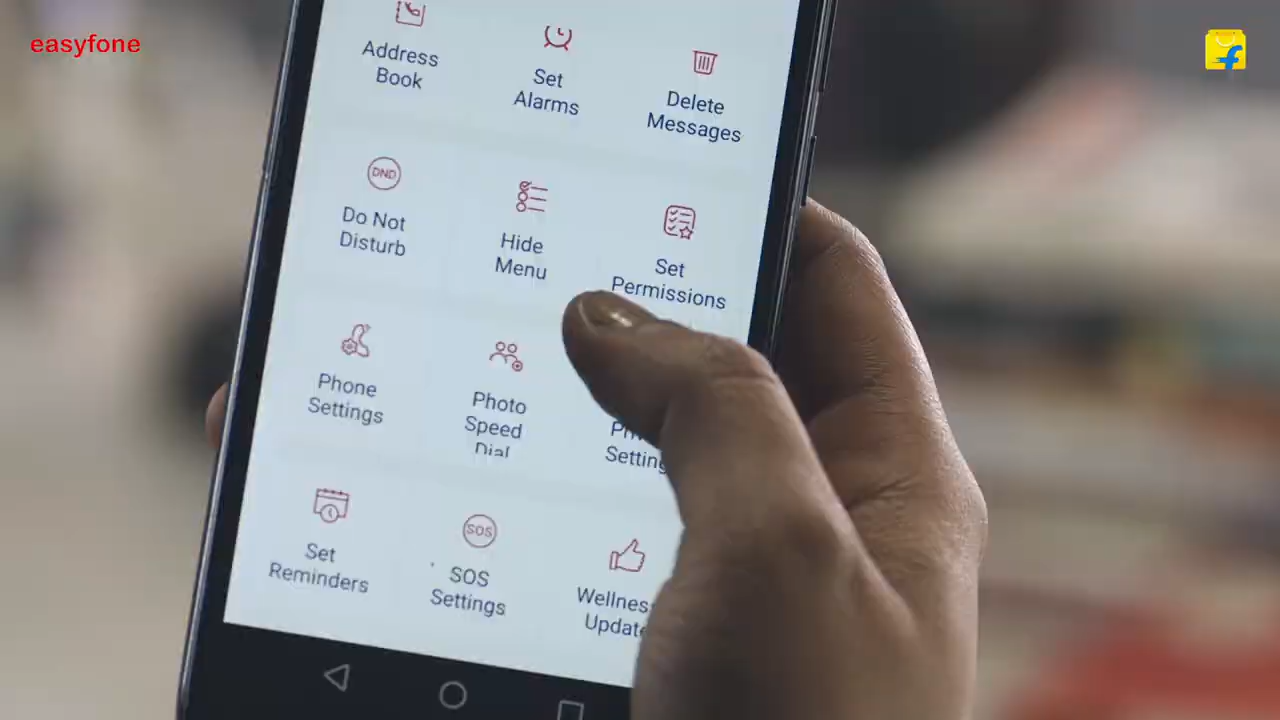 easyfone
Address
Book
Set
Alarms
Delete
Messages
DND
Do Not
Disturb
Hide
Menu
Set
Permissions
Phone
Settings
Photo
Speed
Dial
Set
Reminders
SOS
SOS
Settings